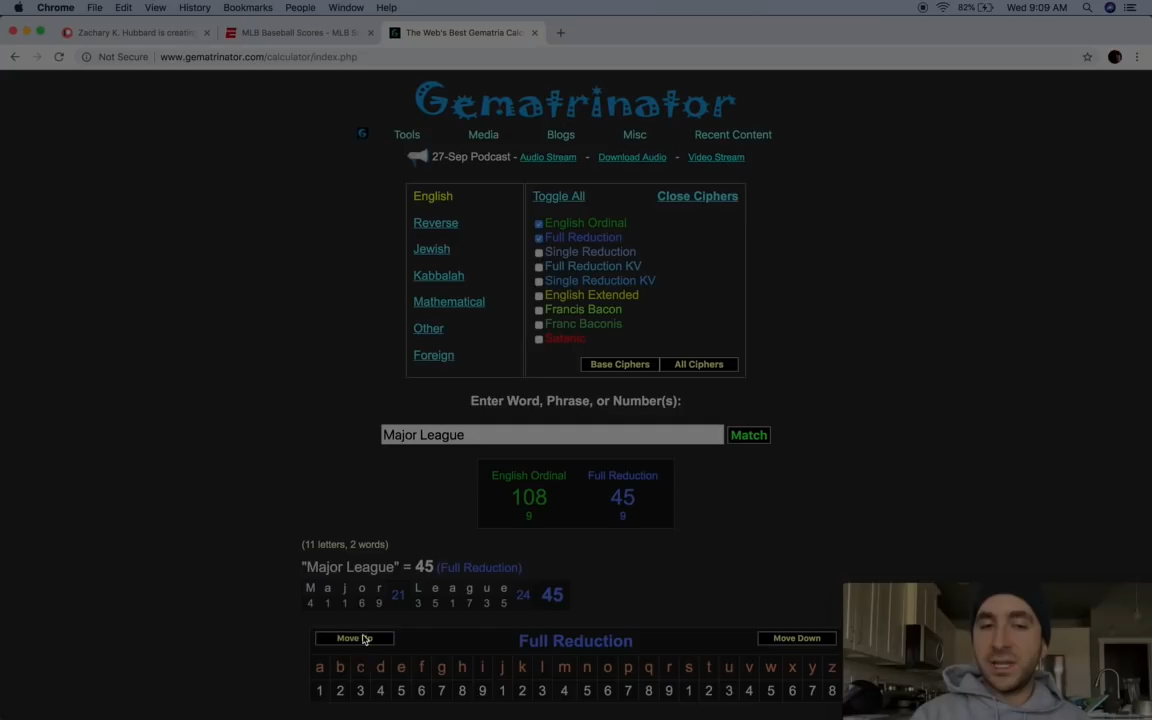 Chrome File Edit View History Bookmarks People Window Help 82% Wed 9:09 AM
Zachary K. Hubbard is creatin × MLB Baseball Scores - MLB S × The Web's Best Gematria Calc ×
Not Secure www.gematrinator.com/calculator/index.php
Gematrinator
Tools Media Blogs Misc Recent Content
27-Sep Podcast - Audio Stream - Download Audio - Video Stream
English
Reverse
Jewish
Kabbalah
Mathematical
Other
Foreign
Toggle All Close Ciphers
English Ordinal
Full Reduction
Single Reduction
Full Reduction KV
Single Reduction KV
English Extended
Francis Bacon
Franc Baconis
Satanic
Base Ciphers All Ciphers
Enter Word, Phrase, or Number(s):
Major League Match
English Ordinal Full Reduction
108 45
9 9
(11 letters, 2 words)
"Major League" = 45 (Full Reduction)
M a j o r 21 L e a g u e 24 45
4 1 1 6 9 3 5 1 7 3 5
Move Up Full Reduction Move Down
a b c d e f g h i j k l m n o p q r s t u v w x y z
1 2 3 4 5 6 7 8 9 1 2 3 4 5 6 7 8 9 1 2 3 4 5 6 7 8